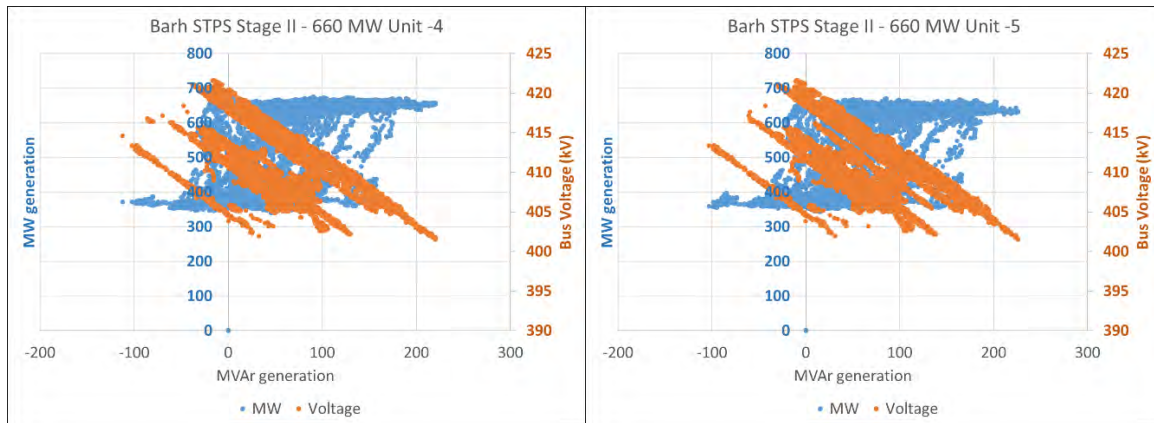 Barh STPS Stage II - 660 MW Unit -4
800
700
600
500
400
300
200
100
0
425
420
415
410
405
400
395
390
MW generation
Bus Voltage (kV)
-200 -100 0 100 200 300
MVAr generation
MW Voltage
Barh STPS Stage II - 660 MW Unit -5
800
700
600
500
400
300
200
100
0
425
420
415
410
405
400
395
390
MW generation
Bus Voltage (kV)
-200 -100 0 100 200 300
MVAr generation
MW Voltage